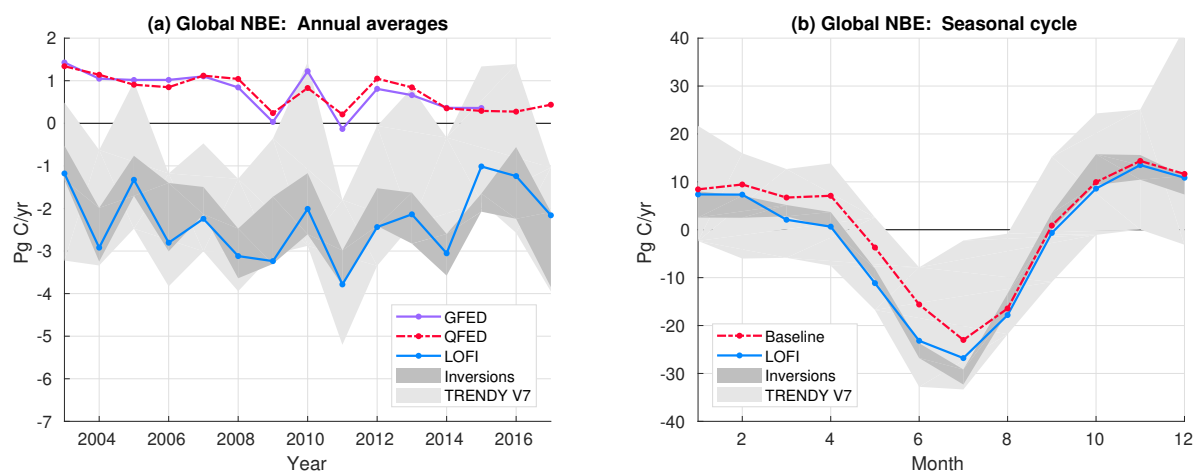 (a) Global NBE:  Annual averages
Pg C/yr
2
1
0
-1
-2
-3
-4
-5
-6
-7
GFED
QFED
LOFI
Inversions
TRENDY V7
2004 2006 2008 2010 2012 2014 2016
Year
(b) Global NBE:  Seasonal cycle
Pg C/yr
40
30
20
10
0
-10
-20
-30
-40
Baseline
LOFI
Inversions
TRENDY V7
2 4 6 8 10 12
Month